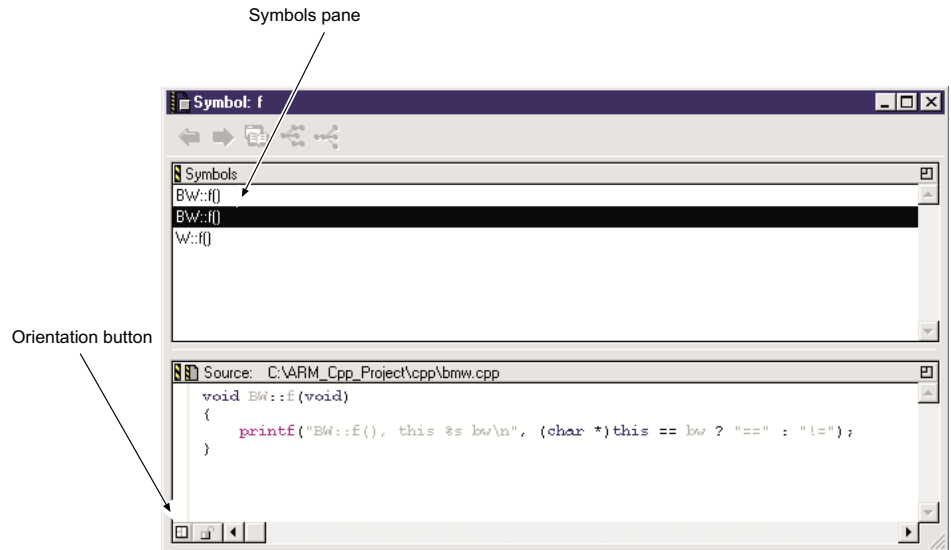 Symbols pane
Symbol: f
Symbols
BW::f()
BW::f()
W::f()
Orientation button
Source: C:\ARM_Cpp_Project\cpp\bmw.cpp
void BW::f(void)
{
printf("BW::f(), this %s bw\n", (char *)this == bw ? "==" : "!=");
}